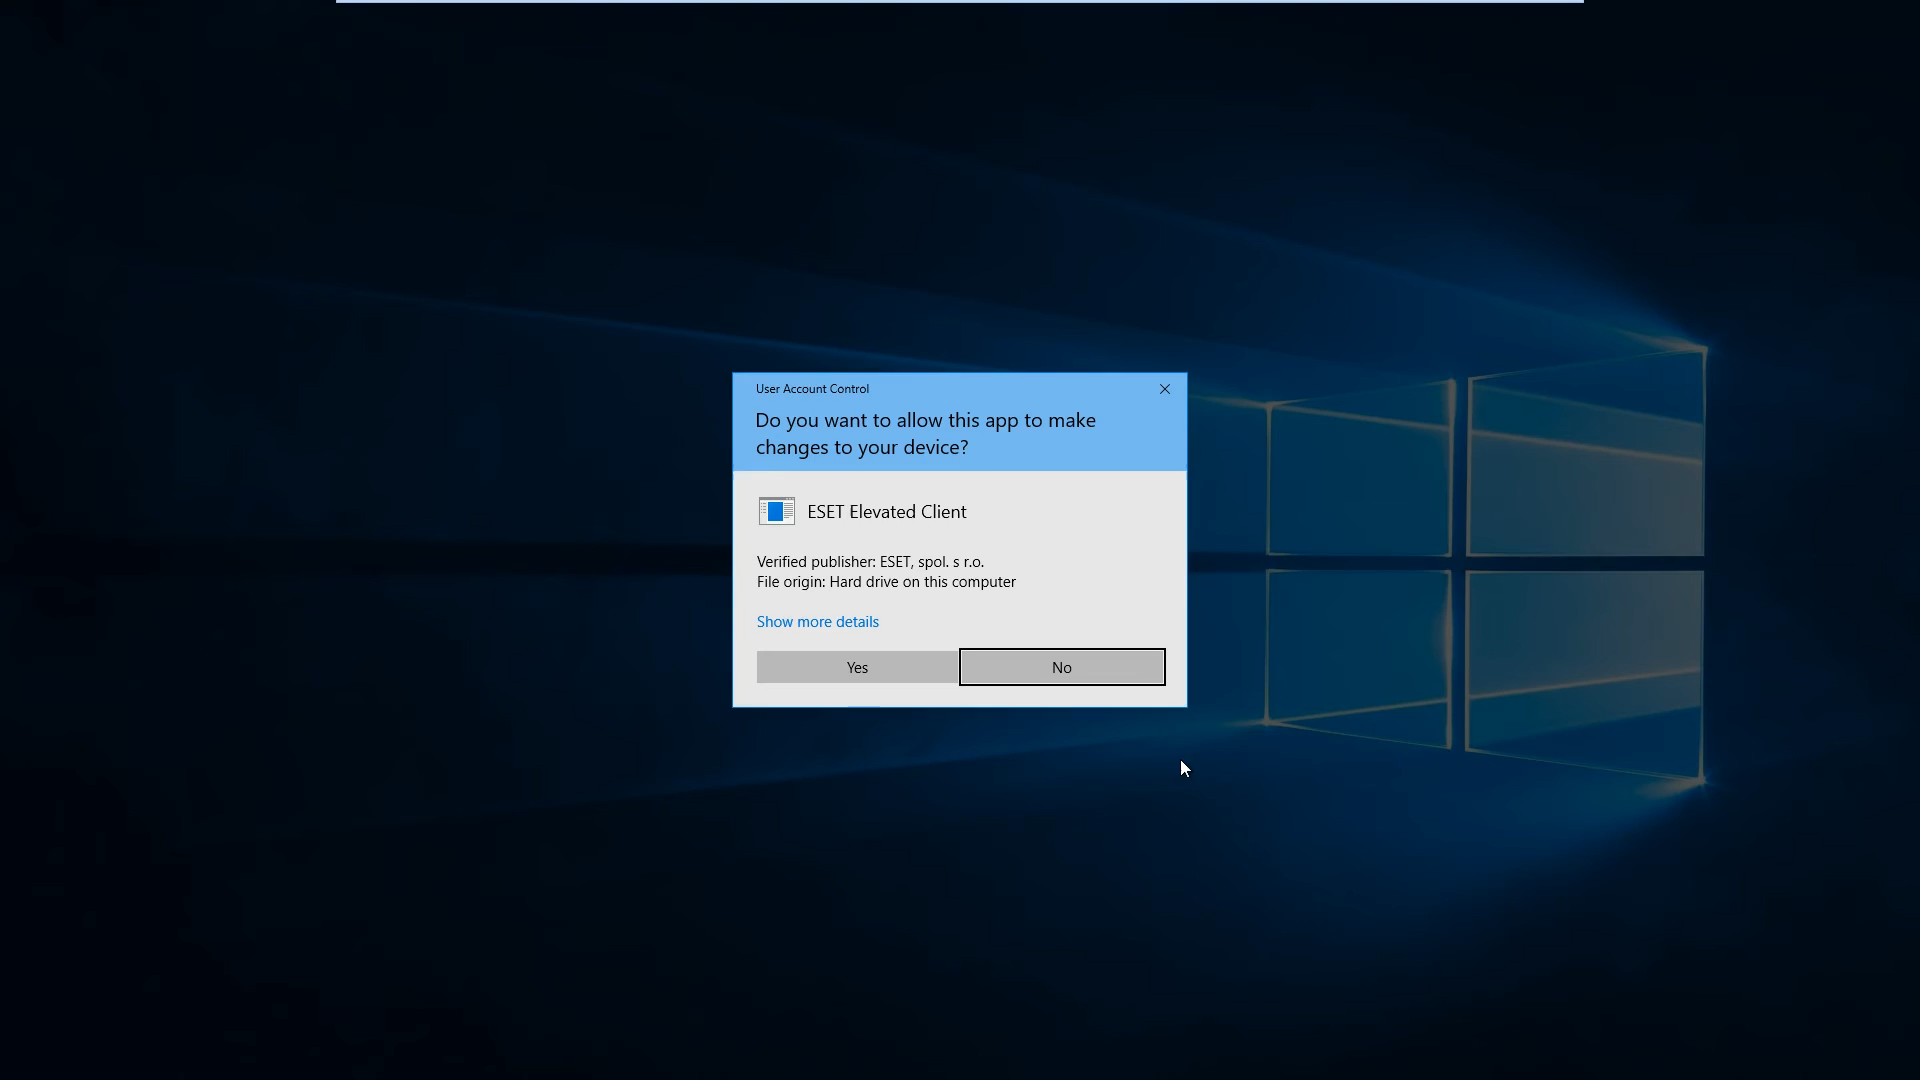 User Account Control
Do you want to allow this app to make
changes to your device?
ESET Elevated Client
Verified publisher: ESET, spol. s r.o.
File origin: Hard drive on this computer
Show more details
Yes
No